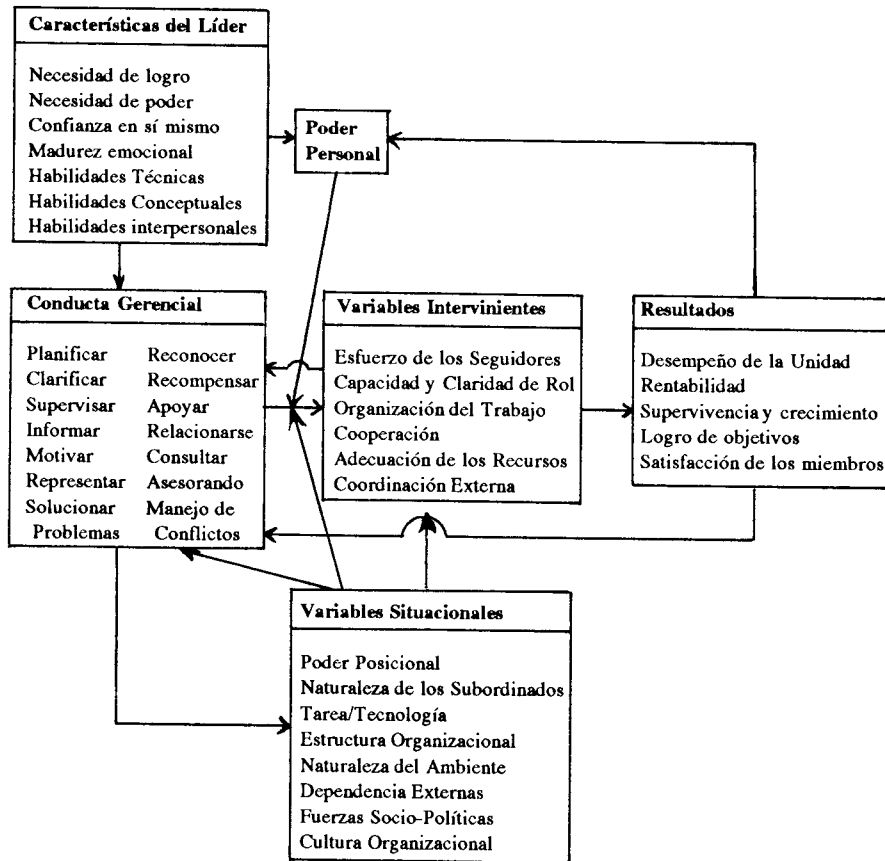 Características del Líder
Necesidad de logro
Necesidad de poder
Confianza en sí mismo
Madurez emocional
Habilidades Técnicas
Habilidades Conceptuales
Habilidades interpersonales
Poder
Personal
Conducta Gerencial
Planificar Reconocer
Clarificar Recompensar
Supervisar Apoyar
Informar Relacionarse
Motivar Consultar
Representar Asesorando
Solucionar Manejo de
Problemas Conflictos
Variables Intervinientes
Esfuerzo de los Seguidores
Capacidad y Claridad de Rol
Organización del Trabajo
Cooperación
Adecuación de los Recursos
Coordinación Externa
Resultados
Desempeño de la Unidad
Rentabilidad
Supervivencia y crecimiento
Logro de objetivos
Satisfacción de los miembros
Variables Situacionales
Poder Posicional
Naturaleza de los Subordinados
Tarea/Tecnología
Estructura Organizacional
Naturaleza del Ambiente
Dependencia Externas
Fuerzas Socio-Políticas
Cultura Organizacional